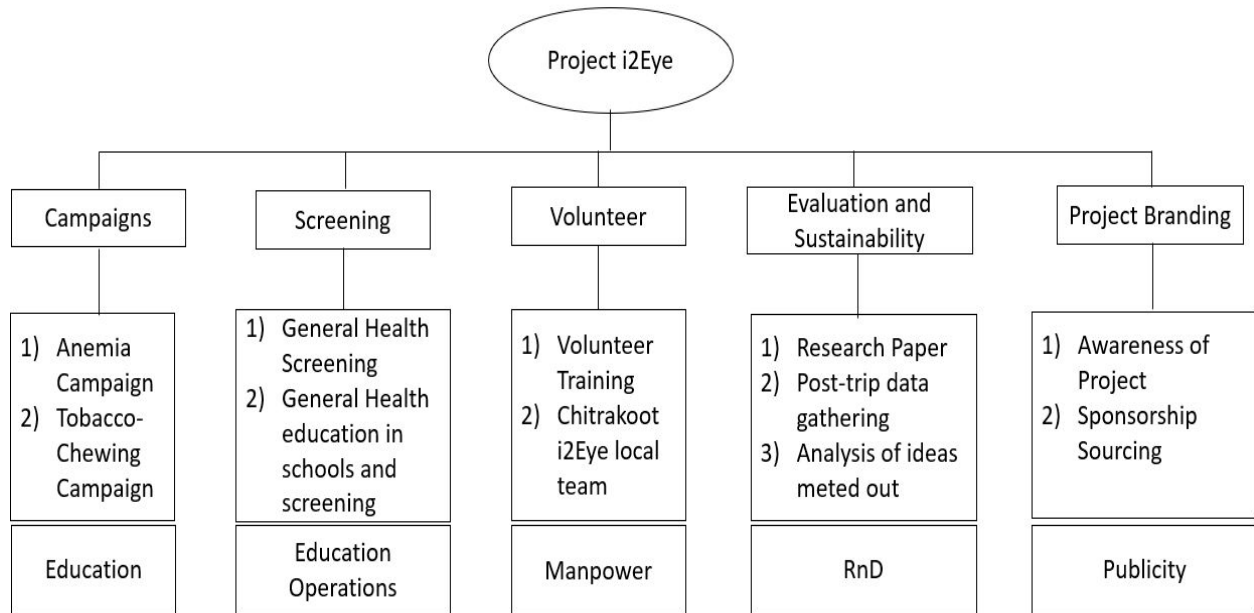 Project i2Eye
Campaigns
Screening
Volunteer
Evaluation and
Sustainability
Project Branding
1) Anemia
Campaign
2) Tobacco-
Chewing
Campaign
1) General Health
Screening
2) General Health
education in
schools and
screening
1) Volunteer
Training
2) Chitrakoot
i2Eye local
team
1) Research Paper
2) Post-trip data
gathering
3) Analysis of ideas
meted out
1) Awareness of
Project
2) Sponsorship
Sourcing
Education
Education
Operations
Manpower
RnD
Publicity